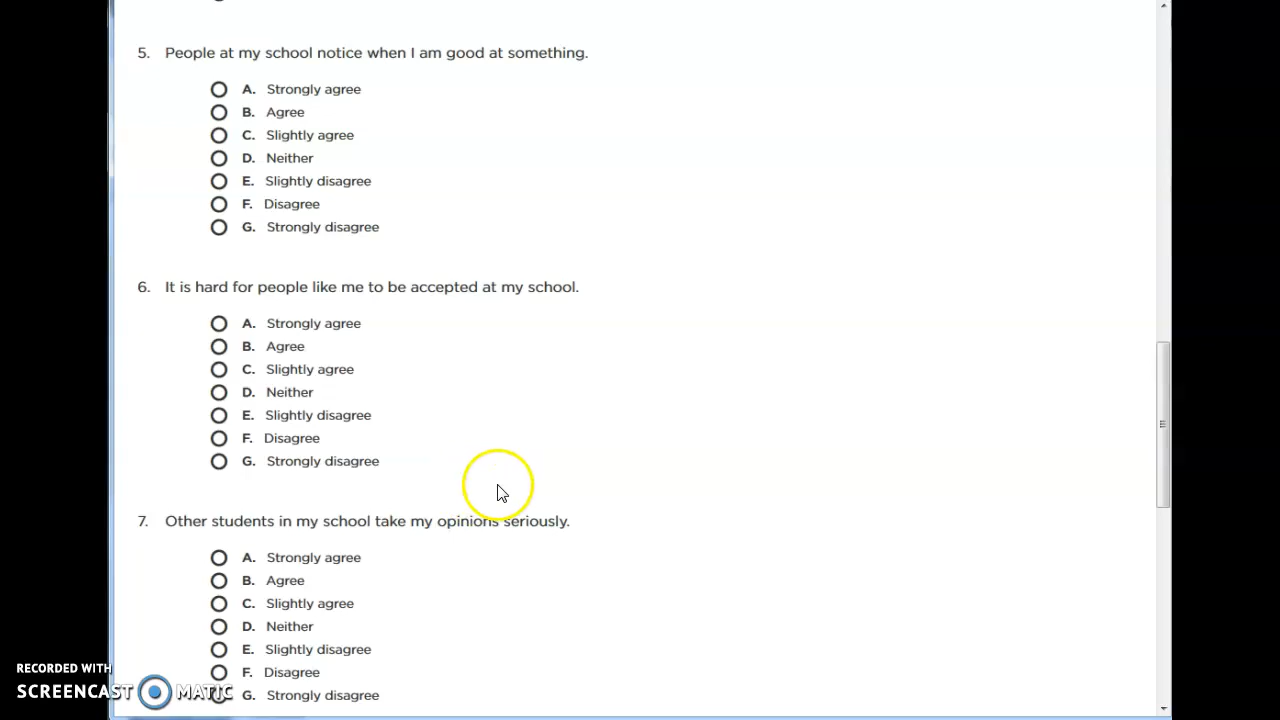 5. People at my school notice when I am good at something.
A. Strongly agree
B. Agree
C. Slightly agree
D. Neither
E. Slightly disagree
F. Disagree
G. Strongly disagree
6. It is hard for people like me to be accepted at my school.
A. Strongly agree
B. Agree
C. Slightly agree
D. Neither
E. Slightly disagree
F. Disagree
G. Strongly disagree
7. Other students in my school take my opinions seriously.
A. Strongly agree
B. Agree
C. Slightly agree
D. Neither
E. Slightly disagree
F. Disagree
G. Strongly disagree
RECORDED WITH
SCREENCAST MATIC